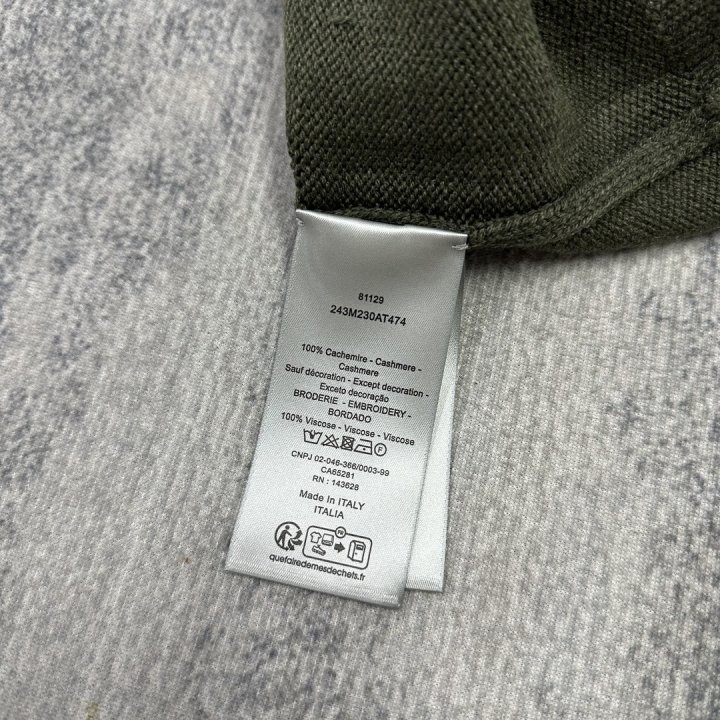 81129
243M230AT474
100% Cachemire - Cashmere -
Cashmere
Sauf décoration - Except decoration -
Exceto decoração
BRODERIE - EMBROIDERY -
BORDADO
100% Viscose - Viscose - Viscose
F
CNPJ 02-046-366/0003-99
CA65281
RN : 143628
Made In ITALY
ITALIA
FR
quefairedemesdechets.fr